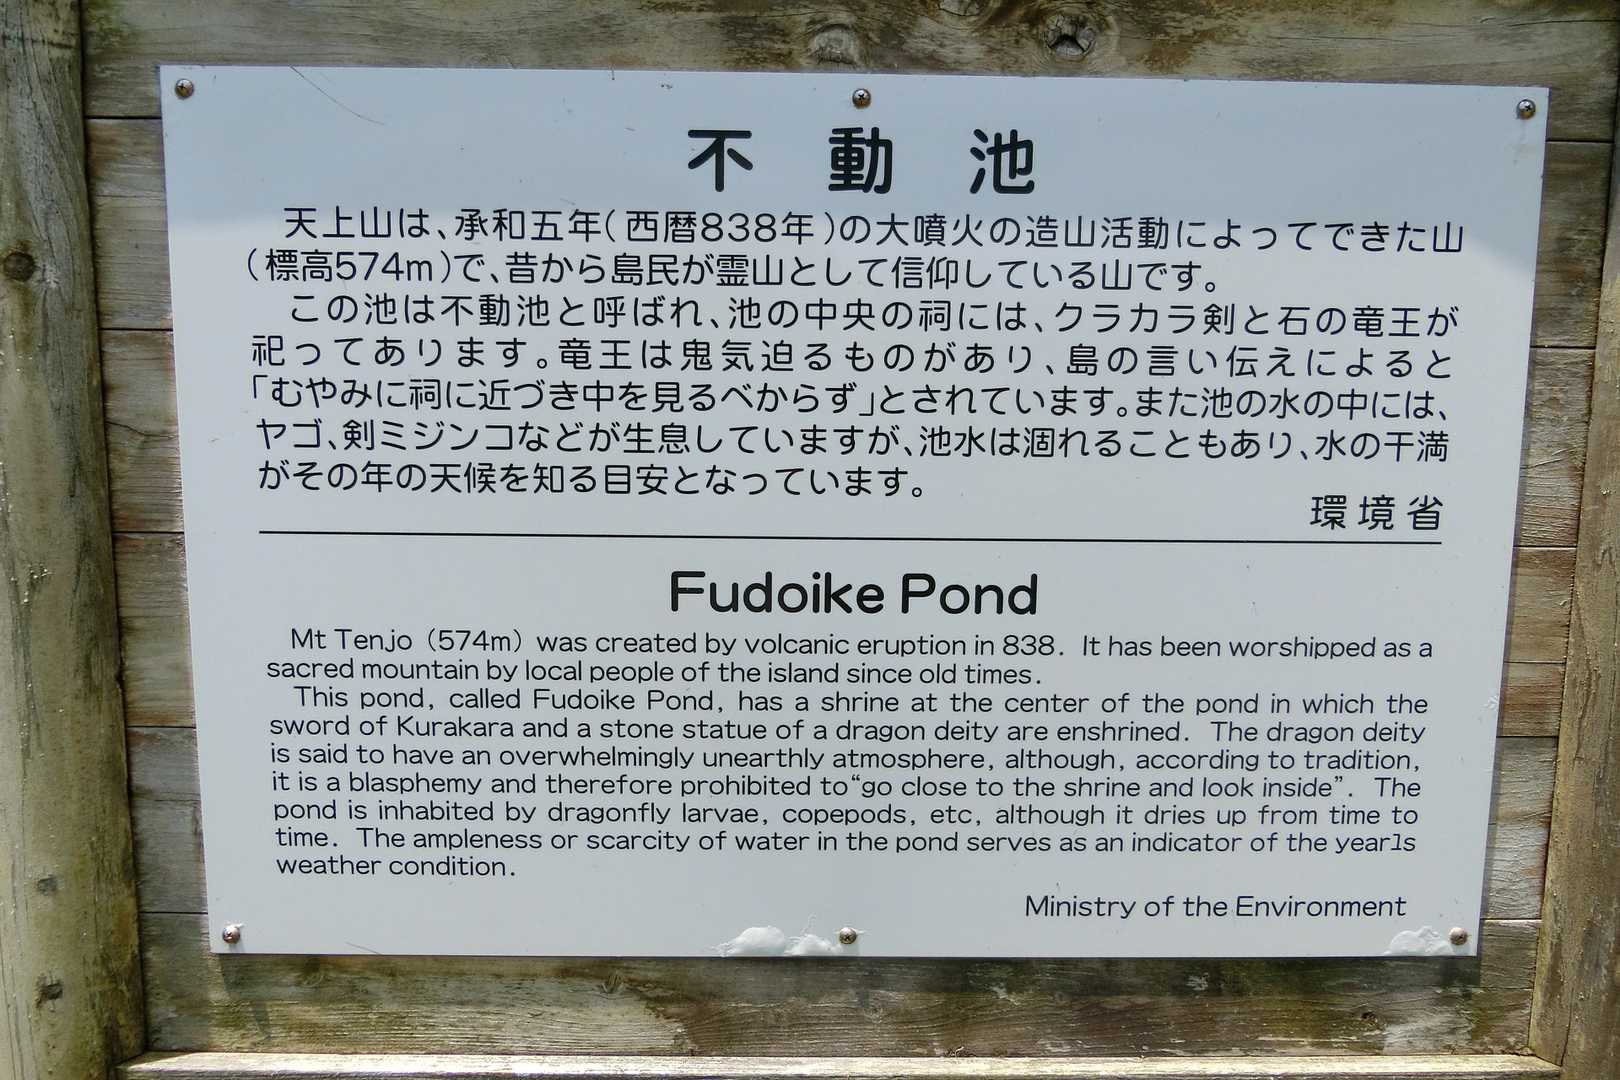 不動池
天上山は、承和五年(西暦838年)の大噴火の造山活動によってできた山
(標高574m)で、昔から島民が霊山として信仰している山です。
この池は不動池と呼ばれ、池の中央の祠には、クラカラ剣と石の竜王が
祀ってあります。竜王は鬼気迫るものがあり、島の言い伝えによると
「むやみに祠に近づき中を見るべからず」とされています。また池の水の中には、
ヤゴ、剣ミジンコなどが生息していますが、池水は涸れることもあり、水の干満
がその年の天候を知る目安となっています。
環境省
Fudoike Pond
Mt Tenjo (574m) was created by volcanic eruption in 838. It has been worshipped as a
sacred mountain by local people of the island since old times.
This pond, called Fudoike Pond, has a shrine at the center of the pond in which the
sword of Kurakara and a stone statue of a dragon deity are enshrined. The dragon deity
is said to have an overwhelmingly unearthly atmosphere, although, according to tradition,
it is a blasphemy and therefore prohibited to“go close to the shrine and look inside”. The
pond is inhabited by dragonfly larvae, copepods, etc, although it dries up from time to
time. The ampleness or scarcity of water in the pond serves as an indicator of the year1s
weather condition.
Ministry of the Environment